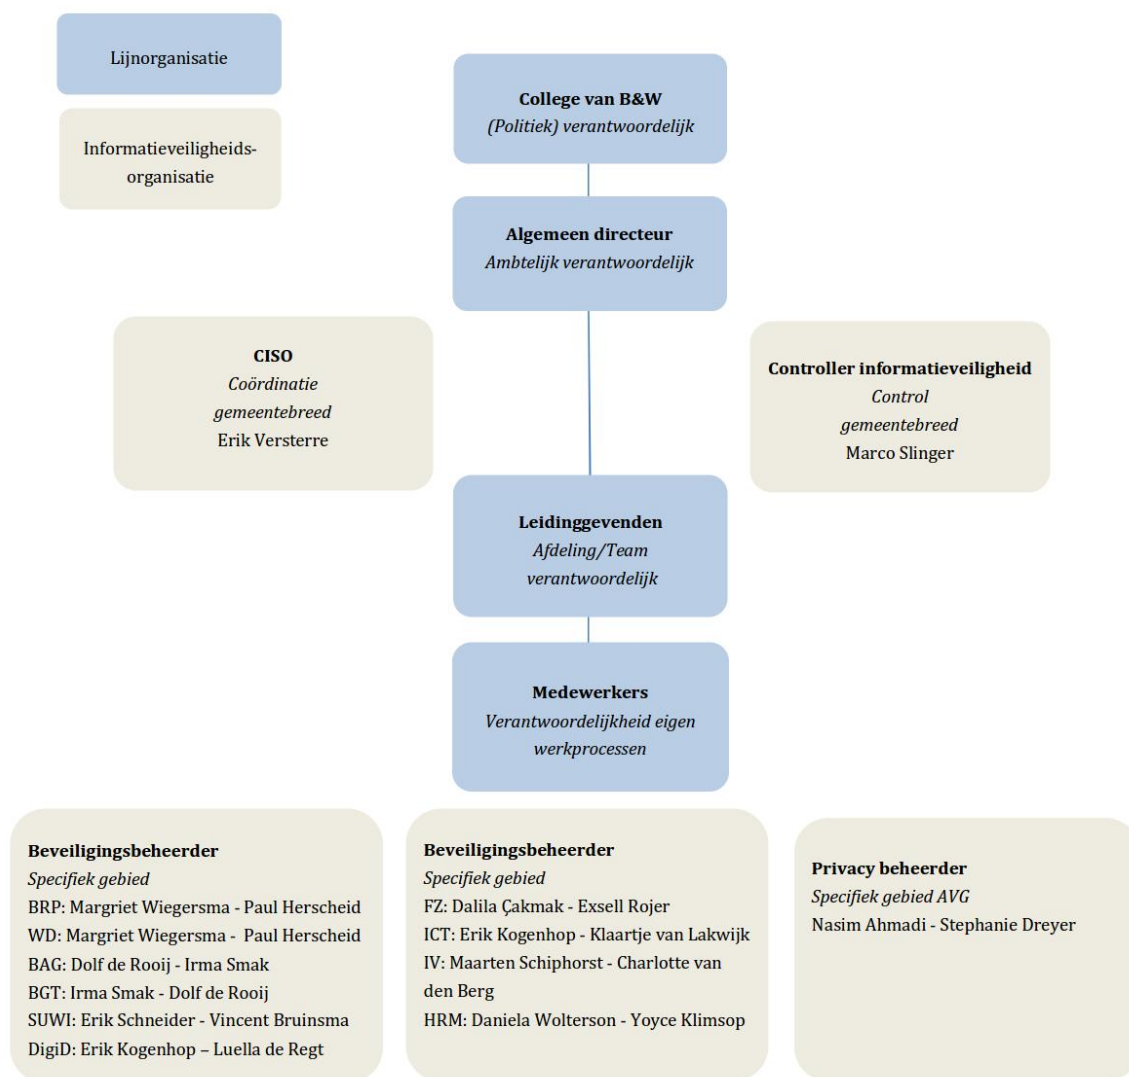 Lijnorganisatie
Informatieveiligheids-
organisatie
College van B&W
(Politiek) verantwoordelijk
Algemeen directeur
Ambtelijk verantwoordelijk
CISO
Coördinatie
gemeentebreed
Erik Versterre
Controller informatieveiligheid
Control
gemeentebreed
Marco Slinger
Leidinggevenden
Afdeling/Team
verantwoordelijk
Medewerkers
Verantwoordelijkheid eigen
werkprocessen
Beveiligingsbeheerder
Specifiek gebied
BRP: Margriet Wiegersma - Paul Herscheid
WD: Margriet Wiegersma - Paul Herscheid
BAG: Dolf de Rooij - Irma Smak
BGT: Irma Smak - Dolf de Rooij
SUWI: Erik Schneider - Vincent Bruinsma
DigiD: Erik Kogenhop – Luella de Regt
Beveiligingsbeheerder
Specifiek gebied
FZ: Dalila Çakmak - Exsell Rojer
ICT: Erik Kogenhop - Klaartje van Lakwijk
IV: Maarten Schiphorst - Charlotte van
den Berg
HRM: Daniela Wolterson - Yoyce Klimsop
Privacy beheerder
Specifiek gebied AVG
Nasim Ahmadi - Stephanie Dreyer